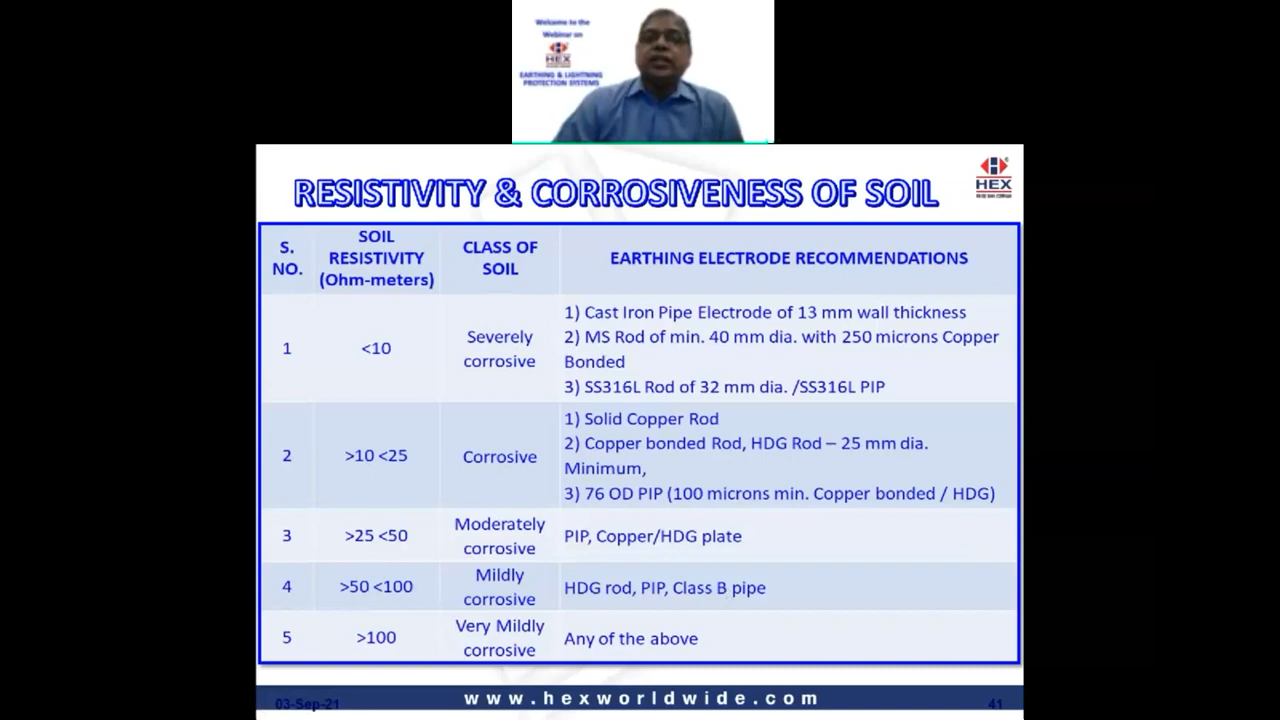 Welcome to the
Webinar on
HEX
EARTHING & LIGHTNING
PROTECTION SYSTEMS
RESISTIVITY & CORROSIVENESS OF SOIL
HEX
S. NO.
SOIL RESISTIVITY (Ohm-meters)
CLASS OF SOIL
EARTHING ELECTRODE RECOMMENDATIONS
1
<10
Severely
corrosive
1) Cast Iron Pipe Electrode of 13 mm wall thickness
2) MS Rod of min. 40 mm dia. with 250 microns Copper
Bonded
3) SS316L Rod of 32 mm dia. /SS316L PIP
2
>10 <25
Corrosive
1) Solid Copper Rod
2) Copper bonded Rod, HDG Rod – 25 mm dia.
Minimum,
3) 76 OD PIP (100 microns min. Copper bonded / HDG)
3
>25 <50
Moderately
corrosive
PIP, Copper/HDG plate
4
>50 <100
Mildly
corrosive
HDG rod, PIP, Class B pipe
5
>100
Very Mildly
corrosive
Any of the above
03-Sep-21
www.hexworldwide.com
41